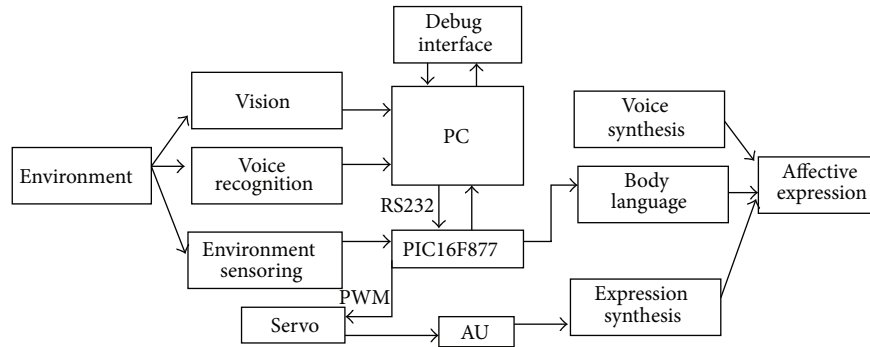 Debug
interface
Vision
PC
Voice
synthesis
Environment
Voice
recognition
Affective
expression
Body
language
RS232
Environment
sensoring
PIC16F877
PWM
Expression
synthesis
Servo
AU